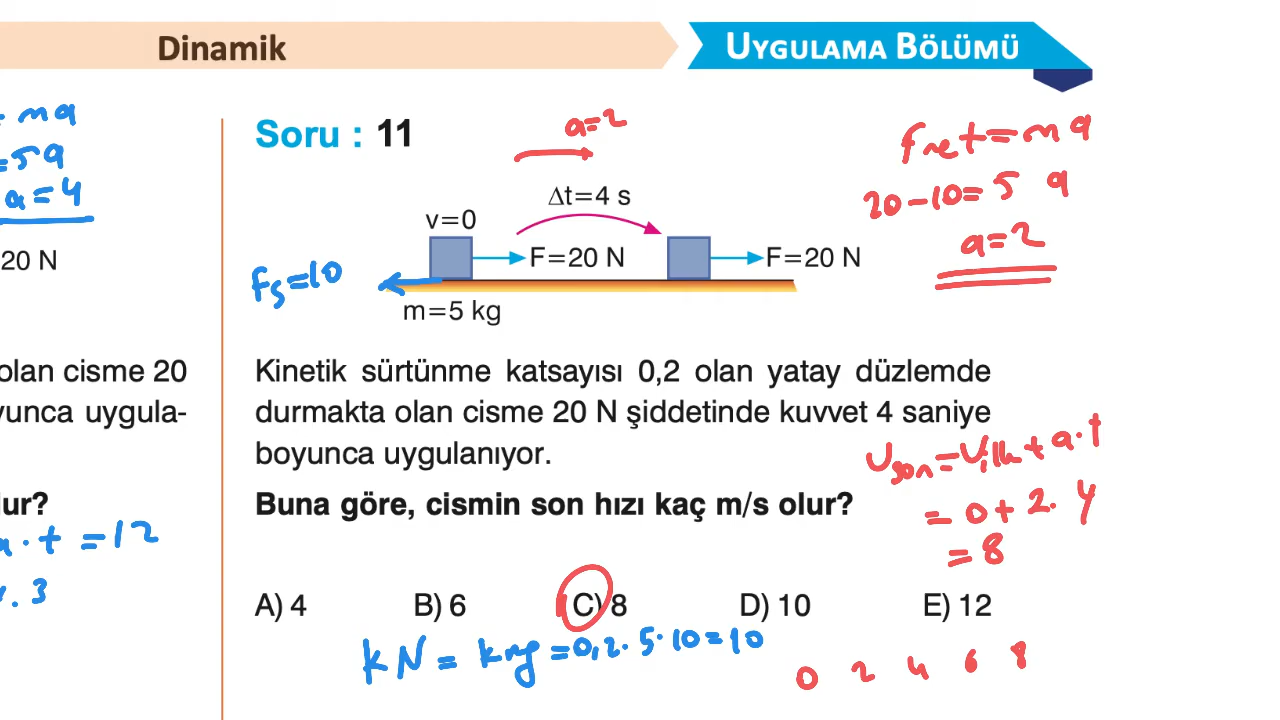 Dinamik
UYGULAMA BÖLÜMÜ
= ma
=5a
a=4
20 N
olan cisme 20
yunca uygula-
lur?
a.t=12
. 3
Soru : 11
a=2
Δt=4 s
v=0
F=20 N
F=20 N
Fs=10
m=5 kg
Fnet=ma
20-10=5 a
a=2
Kinetik sürtünme katsayısı 0,2 olan yatay düzlemde
durmakta olan cisme 20 N şiddetinde kuvvet 4 saniye
boyunca uygulanıyor.
Buna göre, cismin son hızı kaç m/s olur?
Vson=Vilk+a.t
=0+2.4
=8
A) 4 B) 6 C) 8 D) 10 E) 12
kN= kmg=0,2.5.10=10
0 2 4 6 8